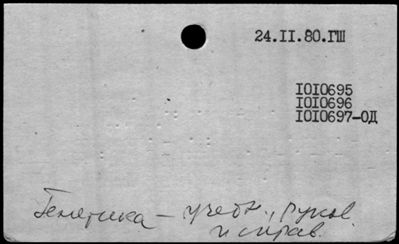 24.II.80.ГШ
IOI0695
IOI0696
IOI0697-ОД
Генетика – учебн., руков.
и справ.